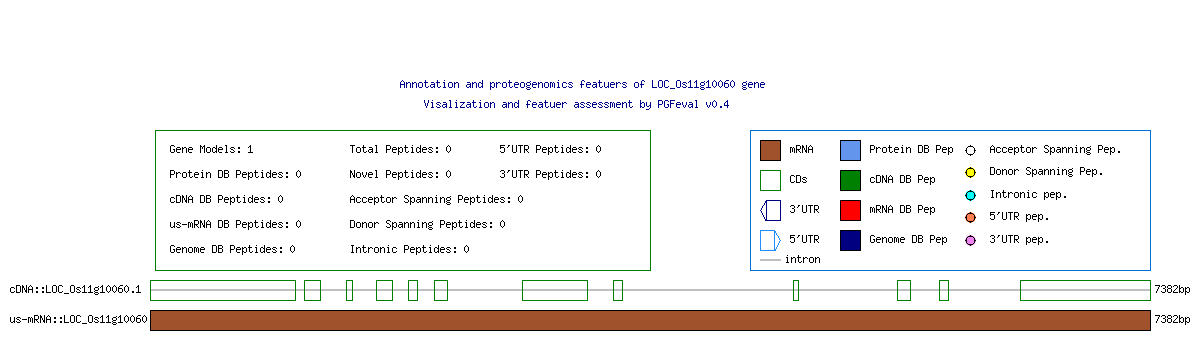 Annotation and proteogenomics featuers of LOC_Os11g10060 gene
Visalization and featuer assessment by PGFeval v0.4
Gene Models: 1 Total Peptides: 0 5'UTR Peptides: 0
Protein DB Peptides: 0 Novel Peptides: 0 3'UTR Peptides: 0
cDNA DB Peptides: 0 Acceptor Spanning Peptides: 0
us-mRNA DB Peptides: 0 Donor Spanning Peptides: 0
Genome DB Peptides: 0 Intronic Peptides: 0
mRNA Protein DB Pep Acceptor Spanning Pep.
CDs cDNA DB Pep Donor Spanning Pep.
3'UTR mRNA DB Pep Intronic pep.
5'UTR Genome DB Pep 5'UTR pep.
intron 3'UTR pep.
cDNA::LOC_Os11g10060.1 7382bp
us-mRNA::LOC_Os11g10060 7382bp